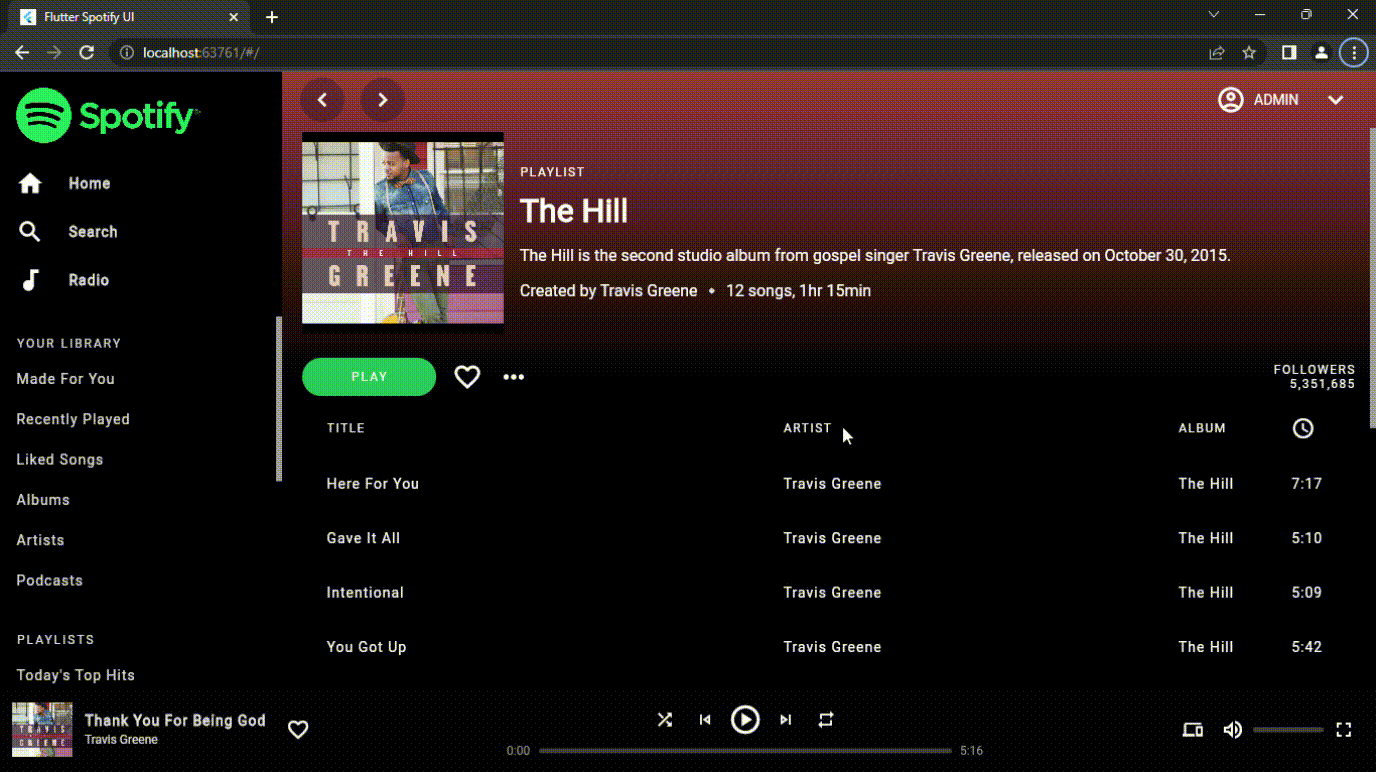 Flutter Spotify UI
localhost:63761/#/
Spotify
Home
Search
Radio
YOUR LIBRARY
Made For You
Recently Played
Liked Songs
Albums
Artists
Podcasts
PLAYLISTS
Today's Top Hits
ADMIN
TRAVIS
THE HILL
GREENE
PLAYLIST
The Hill
The Hill is the second studio album from gospel singer Travis Greene, released on October 30, 2015.
Created by Travis Greene • 12 songs, 1hr 15min
PLAY
FOLLOWERS
5,351,685
TITLE ARTIST ALBUM
Here For You Travis Greene The Hill 7:17
Gave It All Travis Greene The Hill 5:10
Intentional Travis Greene The Hill 5:09
You Got Up Travis Greene The Hill 5:42
TRAVIS
GREENE
Thank You For Being God
Travis Greene
0:00 5:16